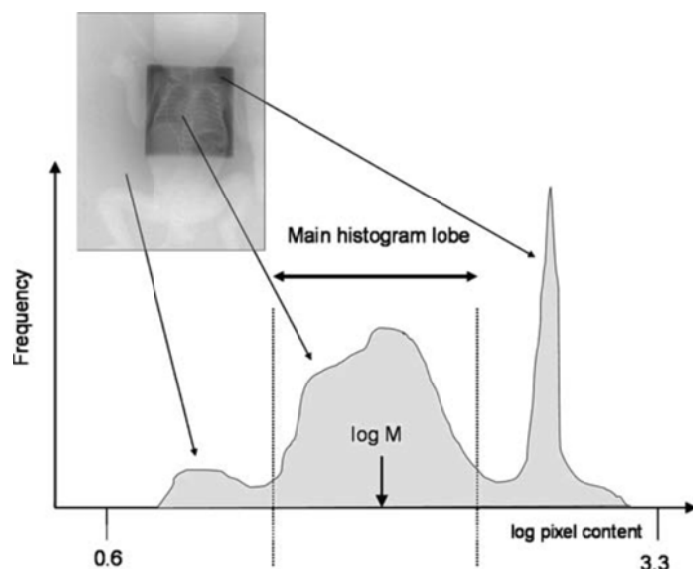 Main histogram lobe
Frequency
log M
log pixel content
0.6
3.3